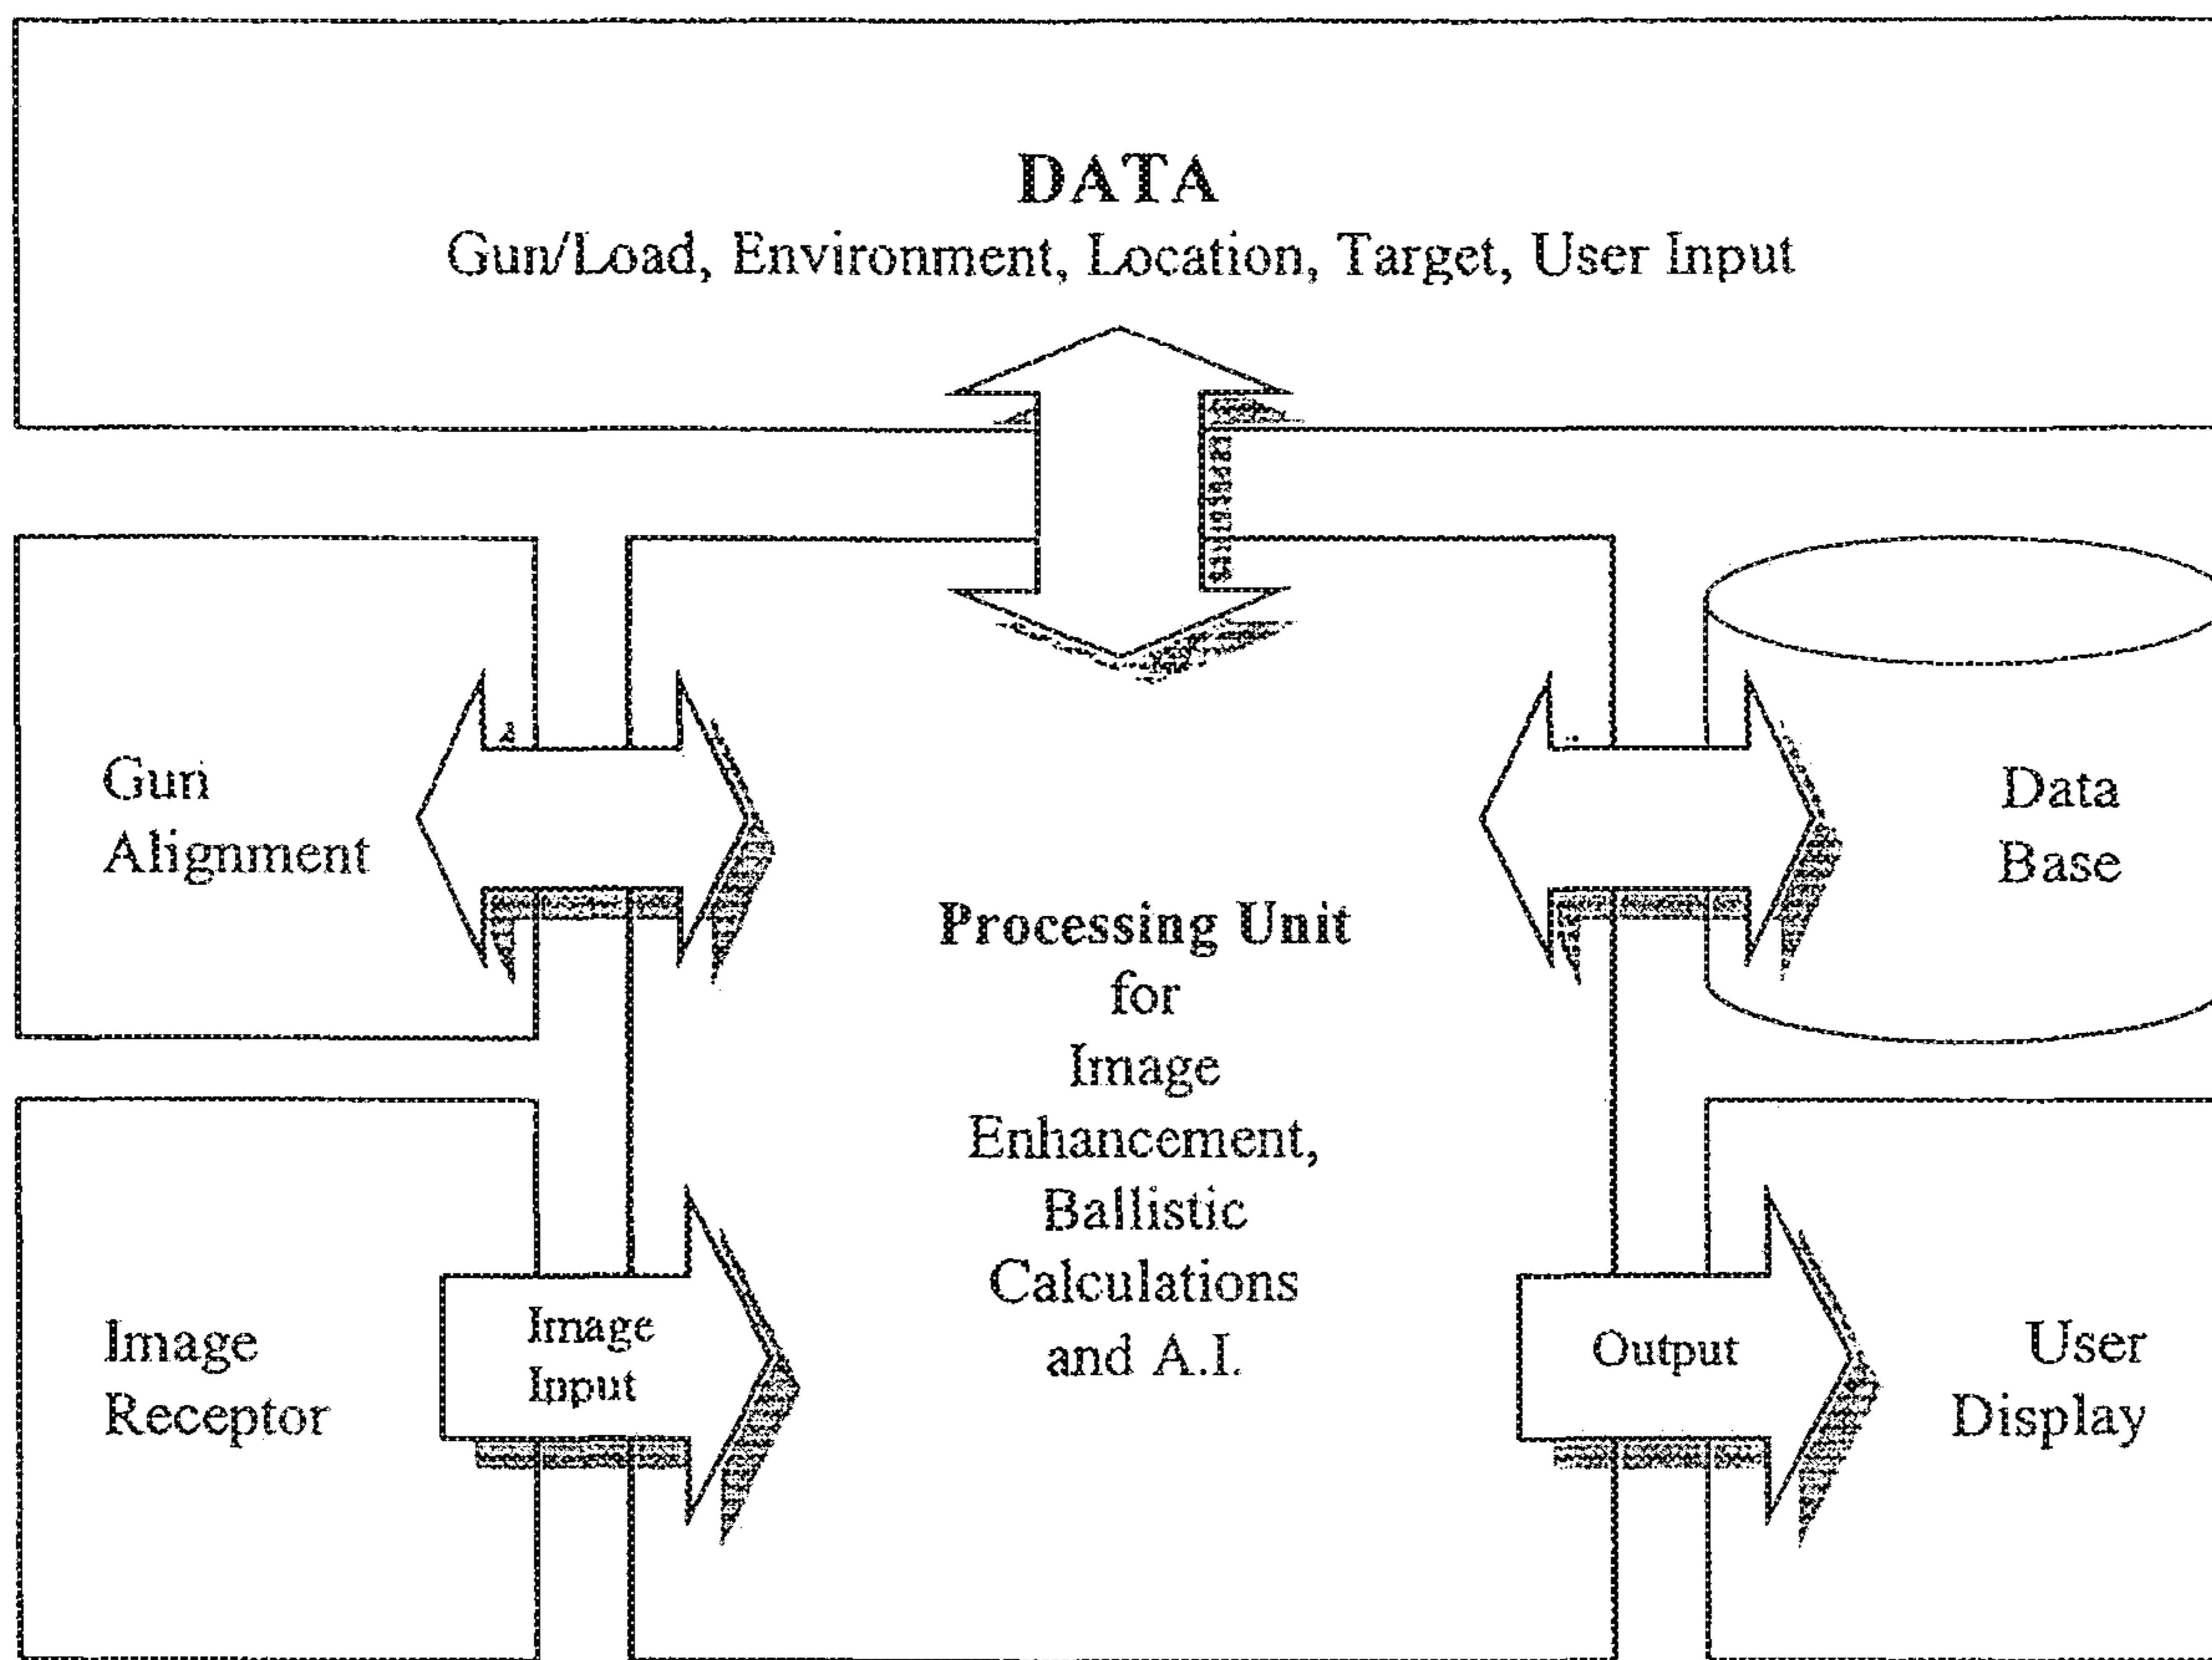 DATA
Gun/Load, Environment, Location, Target, User Input
Gun
Alignment
Data
Base
Processing Unit
for
Image
Enhancement,
Ballistic
Calculations
and A.I.
Image
Receptor
Image
Input
Output
User
Display